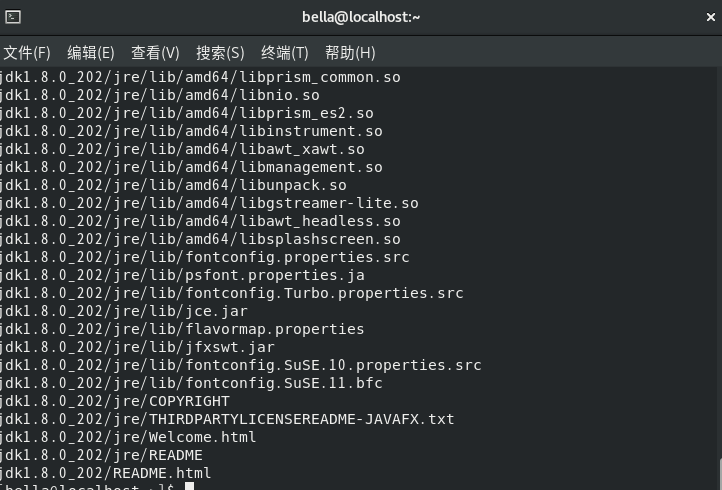 bella@localhost:~
文件(F) 编辑(E) 查看(V) 搜索(S) 终端(T) 帮助(H)
jdk1.8.0_202/jre/lib/amd64/libprism_common.so
jdk1.8.0_202/jre/lib/amd64/libnio.so
jdk1.8.0_202/jre/lib/amd64/libprism_es2.so
jdk1.8.0_202/jre/lib/amd64/libinstrument.so
jdk1.8.0_202/jre/lib/amd64/libawt_xawt.so
jdk1.8.0_202/jre/lib/amd64/libmanagement.so
jdk1.8.0_202/jre/lib/amd64/libunpack.so
jdk1.8.0_202/jre/lib/amd64/libgstreamer-lite.so
jdk1.8.0_202/jre/lib/amd64/libawt_headless.so
jdk1.8.0_202/jre/lib/amd64/libsplashscreen.so
jdk1.8.0_202/jre/lib/fontconfig.properties.src
jdk1.8.0_202/jre/lib/psfont.properties.ja
jdk1.8.0_202/jre/lib/fontconfig.Turbo.properties.src
jdk1.8.0_202/jre/lib/jce.jar
jdk1.8.0_202/jre/lib/flavormap.properties
jdk1.8.0_202/jre/lib/jfxswt.jar
jdk1.8.0_202/jre/lib/fontconfig.SuSE.10.properties.src
jdk1.8.0_202/jre/lib/fontconfig.SuSE.11.bfc
jdk1.8.0_202/jre/COPYRIGHT
jdk1.8.0_202/jre/THIRDPARTYLICENSEREADME-JAVAFX.txt
jdk1.8.0_202/jre/Welcome.html
jdk1.8.0_202/jre/README
jdk1.8.0_202/README.html
[bella@localhost ~]$